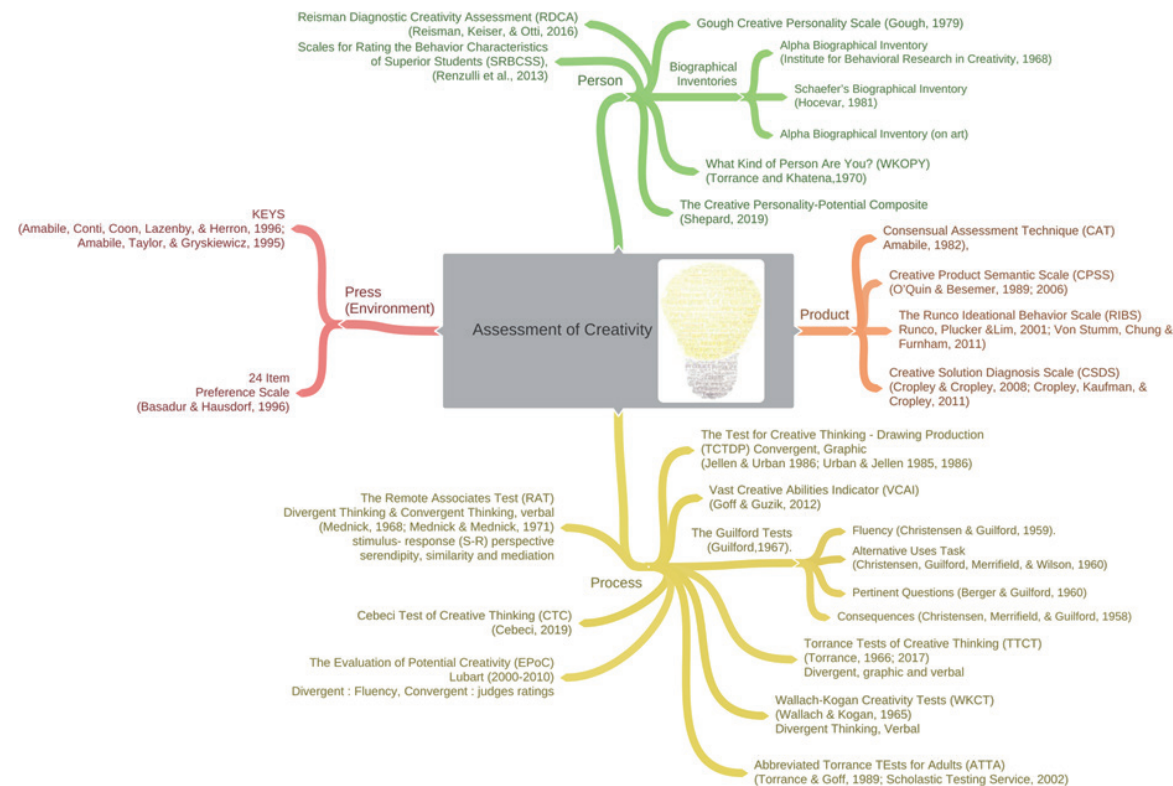 Reisman Diagnostic Creativity Assessment (RDCA)
(Reisman, Keiser, & Otti, 2016)
Scales for Rating the Behavior Characteristics
of Superior Students (SRBCSS),
(Renzulli et al., 2013)
Person
Gough Creative Personality Scale (Gough, 1979)
Biographical
Inventories
Alpha Biographical Inventory
(Institute for Behavioral Research in Creativity, 1968)
Schaefer's Biographical Inventory
(Hocevar, 1981)
Alpha Biographical Inventory (on art)
What Kind of Person Are You? (WKOPY)
(Torrance and Khatena,1970)
The Creative Personality-Potential Composite
(Shepard, 2019)
KEYS
(Amabile, Conti, Coon, Lazenby, & Herron, 1996;
Amabile, Taylor, & Gryskiewicz, 1995)
Press
(Environment)
24 Item
Preference Scale
(Basadur & Hausdorf, 1996)
Assessment of Creativity
Product
Consensual Assessment Technique (CAT)
Amabile, 1982),
Creative Product Semantic Scale (CPSS)
(O'Quin & Besemer, 1989; 2006)
The Runco Ideational Behavior Scale (RIBS)
Runco, Plucker &Lim, 2001; Von Stumm, Chung &
Furnham, 2011)
Creative Solution Diagnosis Scale (CSDS)
(Cropley & Cropley, 2008; Cropley, Kaufman, &
Cropley, 2011)
The Test for Creative Thinking - Drawing Production
(TCTDP) Convergent, Graphic
(Jellen & Urban 1986; Urban & Jellen 1985, 1986)
Vast Creative Abilities Indicator (VCAI)
(Goff & Guzik, 2012)
The Remote Associates Test (RAT)
Divergent Thinking & Convergent Thinking, verbal
(Mednick, 1968; Mednick & Mednick, 1971)
stimulus- response (S-R) perspective
serendipity, similarity and mediation
The Guilford Tests
(Guilford,1967).
Fluency (Christensen & Guilford, 1959).
Alternative Uses Task
(Christensen, Guilford, Merrifield, & Wilson, 1960)
Pertinent Questions (Berger & Guilford, 1960)
Consequences (Christensen, Merrifield, & Guilford, 1958)
Process
Cebeci Test of Creative Thinking (CTC)
(Cebeci, 2019)
The Evaluation of Potential Creativity (EPoC)
Lubart (2000-2010)
Divergent : Fluency, Convergent : judges ratings
Torrance Tests of Creative Thinking (TTCT)
(Torrance, 1966; 2017)
Divergent, graphic and verbal
Wallach-Kogan Creativity Tests (WKCT)
(Wallach & Kogan, 1965)
Divergent Thinking, Verbal
Abbreviated Torrance TEsts for Adults (ATTA)
(Torrance & Goff, 1989; Scholastic Testing Service, 2002)